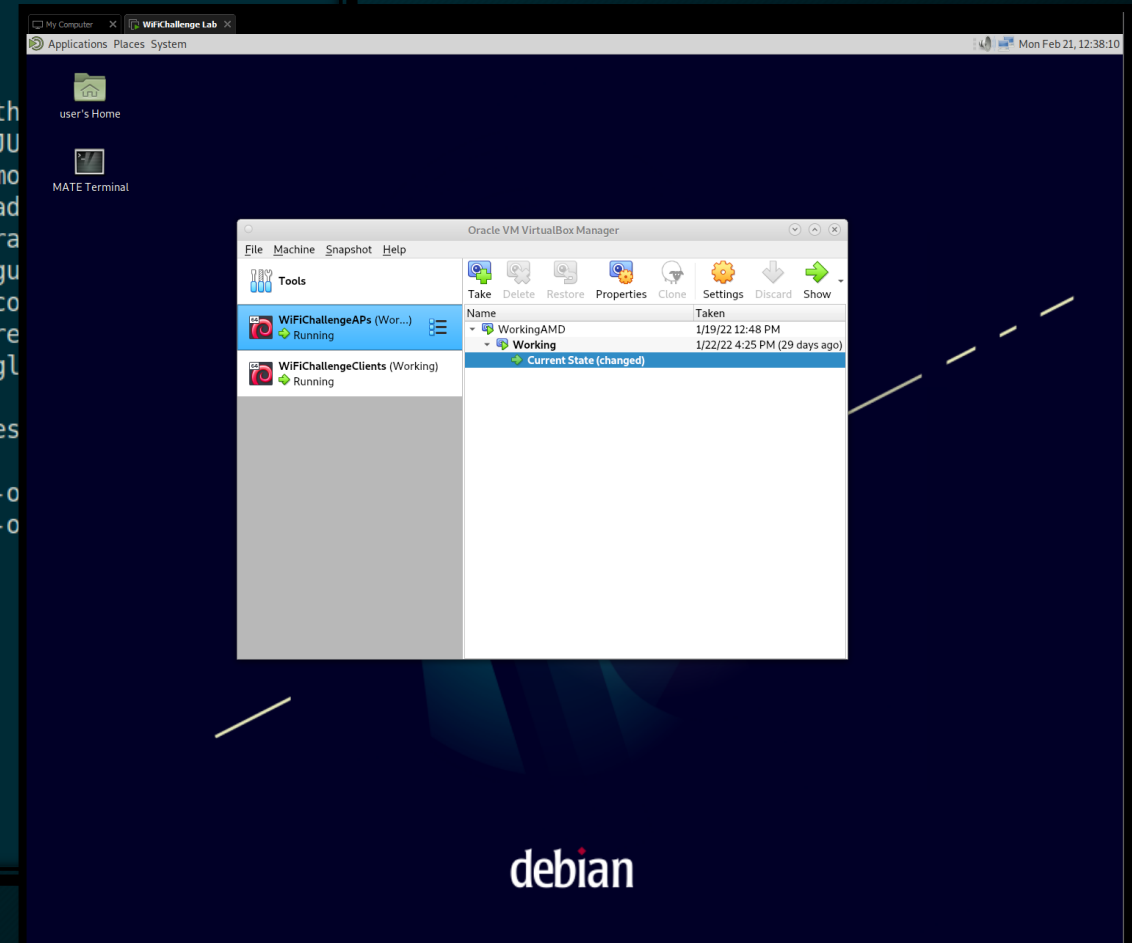 My Computer X WiFiChallenge Lab X
Applications Places System Mon Feb 21, 12:38:10
user's Home
MATE Terminal
Oracle VM VirtualBox Manager
File Machine Snapshot Help
Tools
Take Delete Restore Properties Clone Settings Discard Show
Name Taken
64 WiFiChallengeAPs (Wor...)
Running
64 WiFiChallengeClients (Working)
Running
WorkingAMD 1/19/22 12:48 PM
Working 1/22/22 4:25 PM (29 days ago)
Current State (changed)
debian